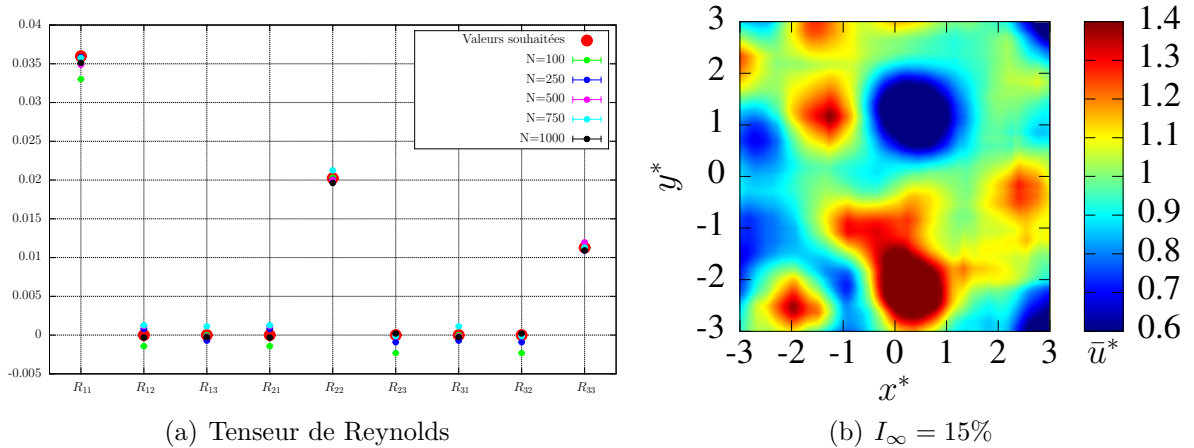 0.04
0.035
0.03
0.025
0.02
0.015
0.01
0.005
0
-0.005
Valeurs souhaitées
N=100
N=250
N=500
N=750
N=1000
R₁₁ R₁₂ R₁₃ R₂₁ R₂₂ R₂₃ R₃₁ R₃₂ R₃₃
(a) Tenseur de Reynolds
3
2
1
0
-1
-2
-3
y*
-3 -2 -1 0 1 2 3
x*
1.4
1.3
1.2
1.1
1
0.9
0.8
0.7
0.6
ū*
(b) I∞ = 15%